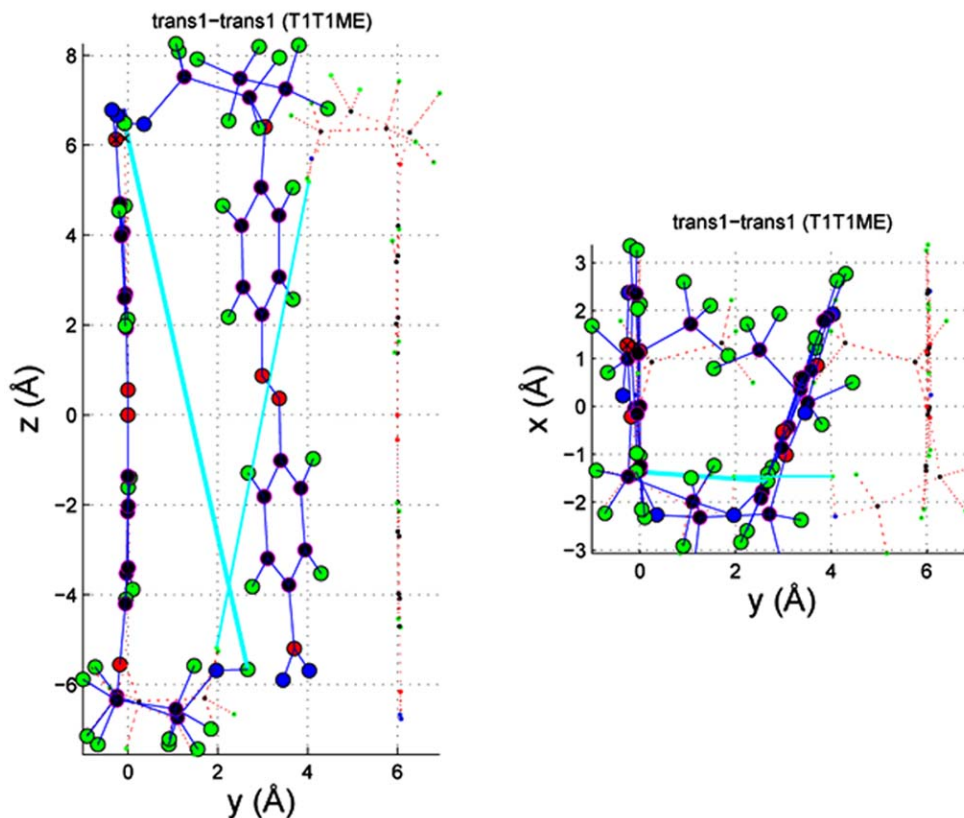 trans1−trans1 (T1T1ME)
8
6
4
2
0
−2
−4
−6
z (Å)
0 2 4 6
y (Å)
trans1−trans1 (T1T1ME)
3
2
1
0
−1
−2
−3
x (Å)
0 2 4 6
y (Å)